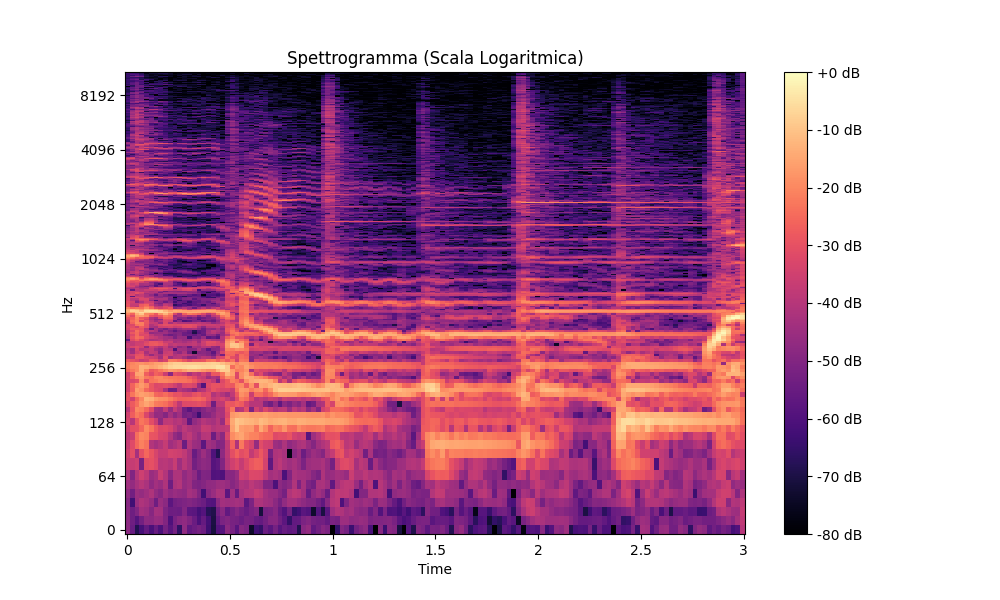 Spettrogramma (Scala Logaritmica)
8192
4096
2048
1024
512
256
128
64
0
Hz
0
0.5
1
1.5
2
2.5
3
Time
+0 dB
-10 dB
-20 dB
-30 dB
-40 dB
-50 dB
-60 dB
-70 dB
-80 dB